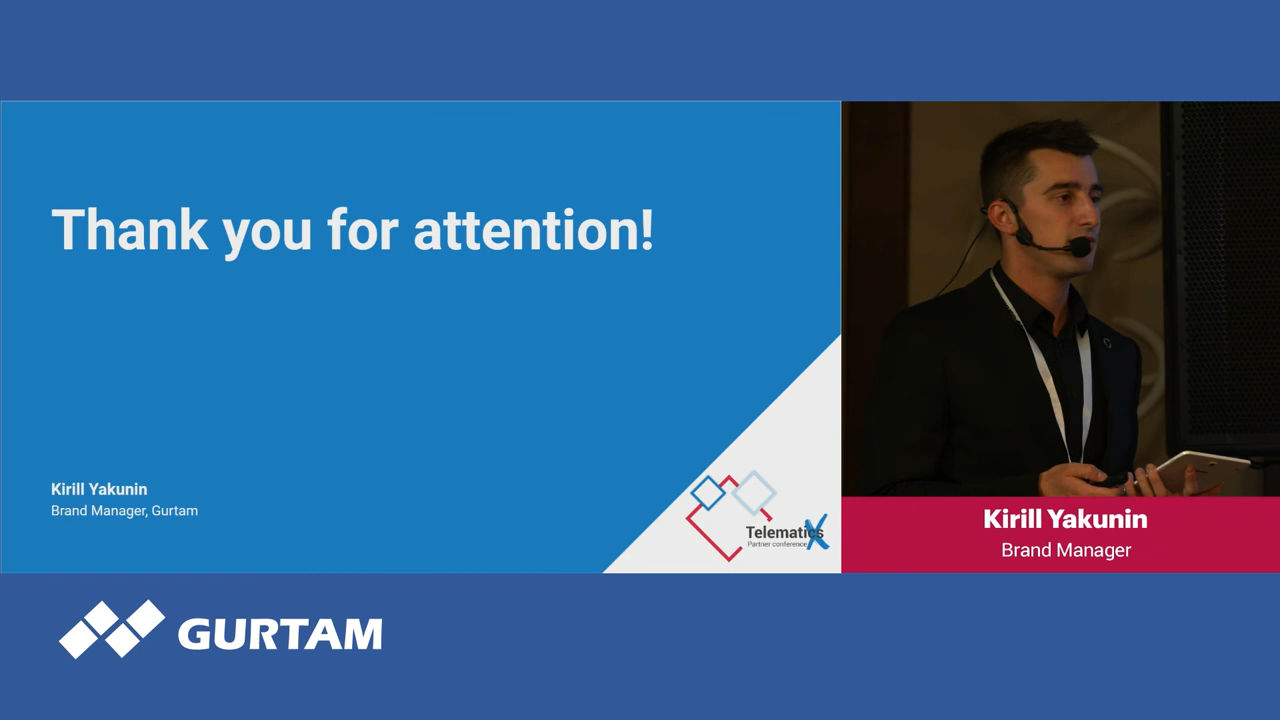 Thank you for attention!
Kirill Yakunin
Brand Manager, Gurtam
Telematics X
Partner conference
Kirill Yakunin
Brand Manager
GURTAM